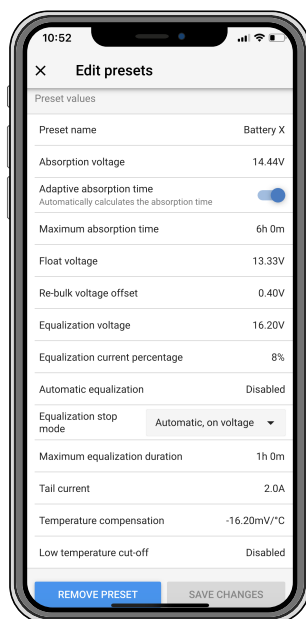 10:52
Edit presets
Preset values
Preset name Battery X
Absorption voltage 14.44V
Adaptive absorption time
Automatically calculates the absorption time
Maximum absorption time 6h 0m
Float voltage 13.33V
Re-bulk voltage offset 0.40V
Equalization voltage 16.20V
Equalization current percentage 8%
Automatic equalization Disabled
Equalization stop
mode Automatic, on voltage
Maximum equalization duration 1h 0m
Tail current 2.0A
Temperature compensation -16.20mV/°C
Low temperature cut-off Disabled
REMOVE PRESET SAVE CHANGES